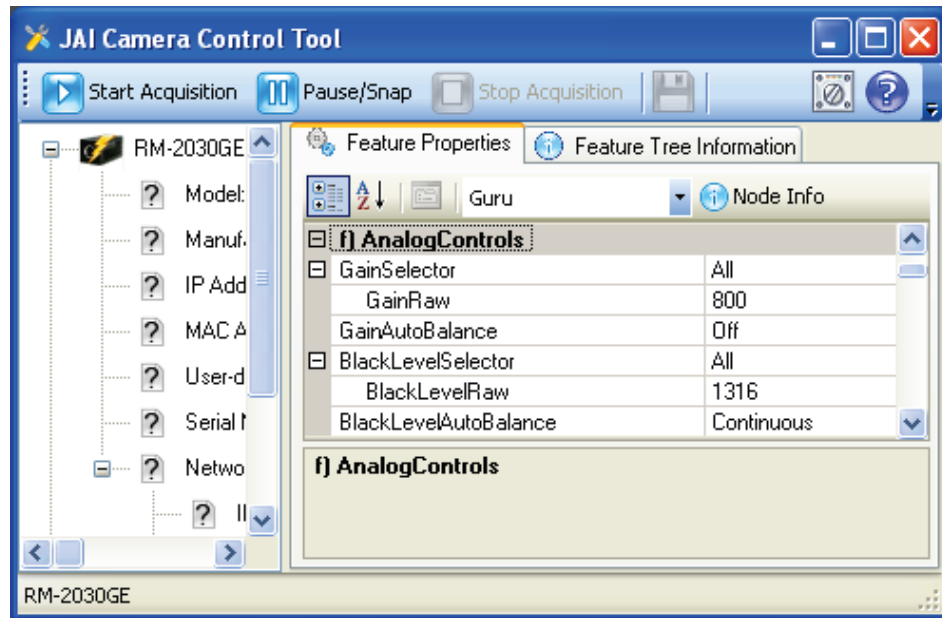 JAI Camera Control Tool
Start Acquisition Pause/Snap Stop Acquisition
RM-2030GE
Model:
Manuf
IP Add
MAC A
User-d
Serial
Netwo
Feature Properties Feature Tree Information
Guru Node Info
f) AnalogControls
GainSelector All
GainRaw 800
GainAutoBalance Off
BlackLevelSelector All
BlackLevelRaw 1316
BlackLevelAutoBalance Continuous
f) AnalogControls
RM-2030GE